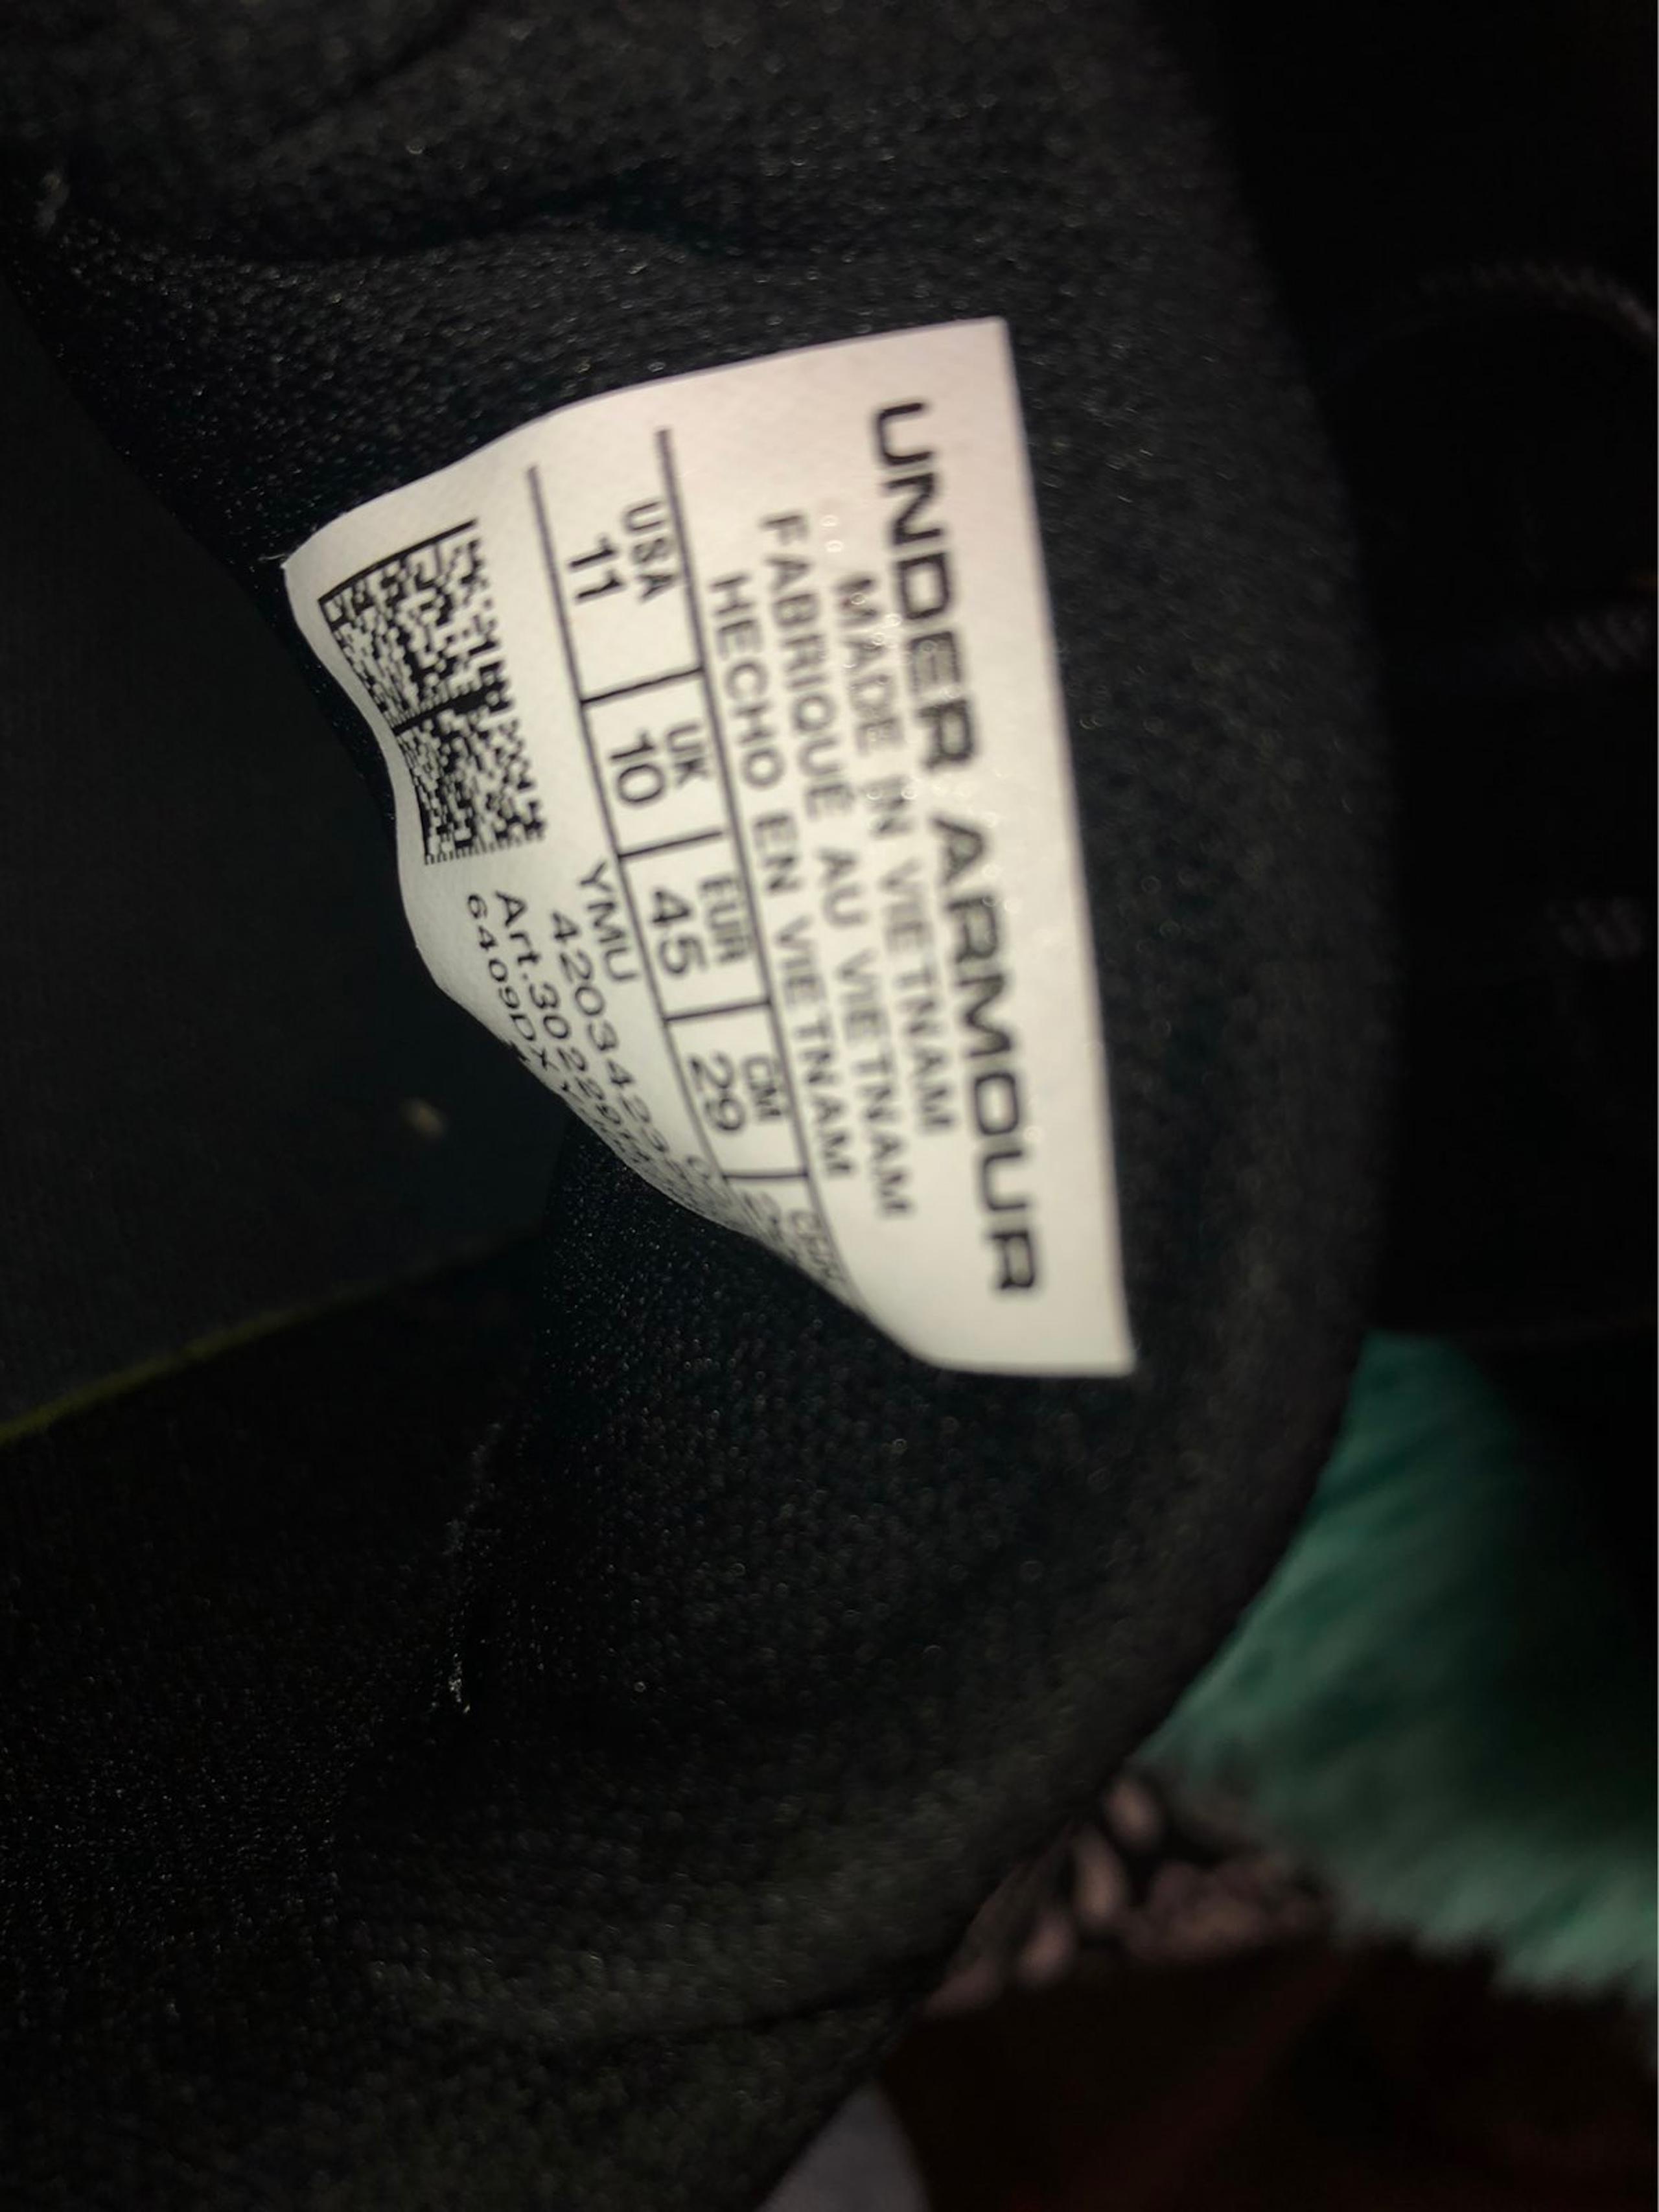 UNDER ARMOUR
MADE IN VIETNAM
FABRIQUÉ AU VIETNAM
HECHO EN VIETNAM
USA UK EUR CM
11 10 45 29
YMU
Art.